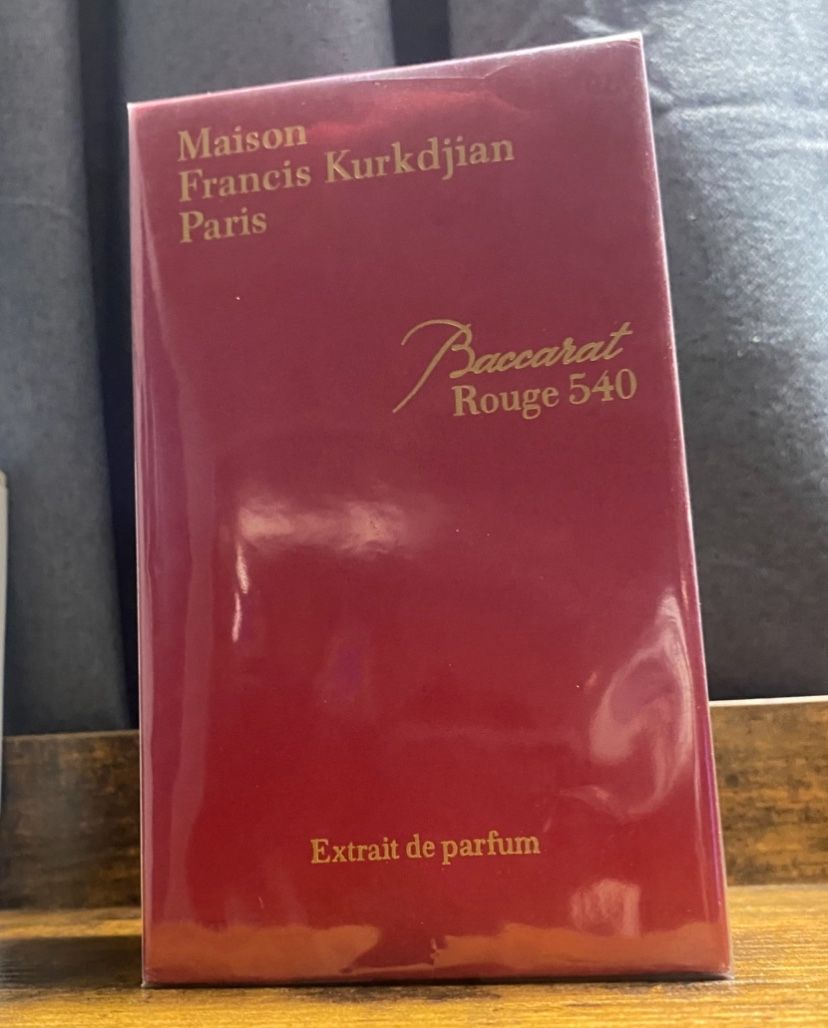 Maison
Francis Kurkdjian
Paris
Baccarat
Rouge 540
Extrait de parfum